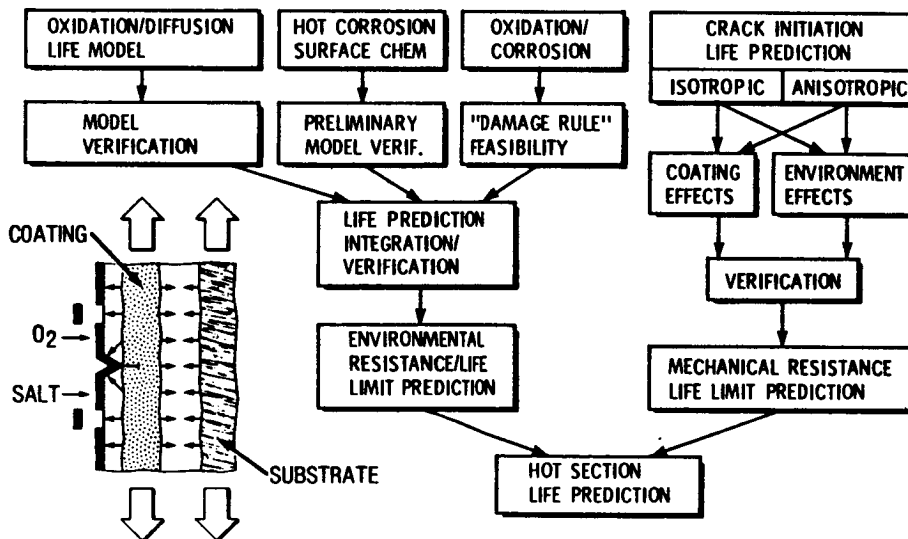 OXIDATION/DIFFUSION
LIFE MODEL
HOT CORROSION
SURFACE CHEM
OXIDATION/
CORROSION
CRACK INITIATION
LIFE PREDICTION
ISOTROPIC
ANISOTROPIC
MODEL
VERIFICATION
PRELIMINARY
MODEL VERIF.
"DAMAGE RULE"
FEASIBILITY
COATING
EFFECTS
ENVIRONMENT
EFFECTS
LIFE PREDICTION
INTEGRATION/
VERIFICATION
VERIFICATION
ENVIRONMENTAL
RESISTANCE/LIFE
LIMIT PREDICTION
MECHANICAL RESISTANCE
LIFE LIMIT PREDICTION
HOT SECTION
LIFE PREDICTION
COATING
O2
SALT
SUBSTRATE